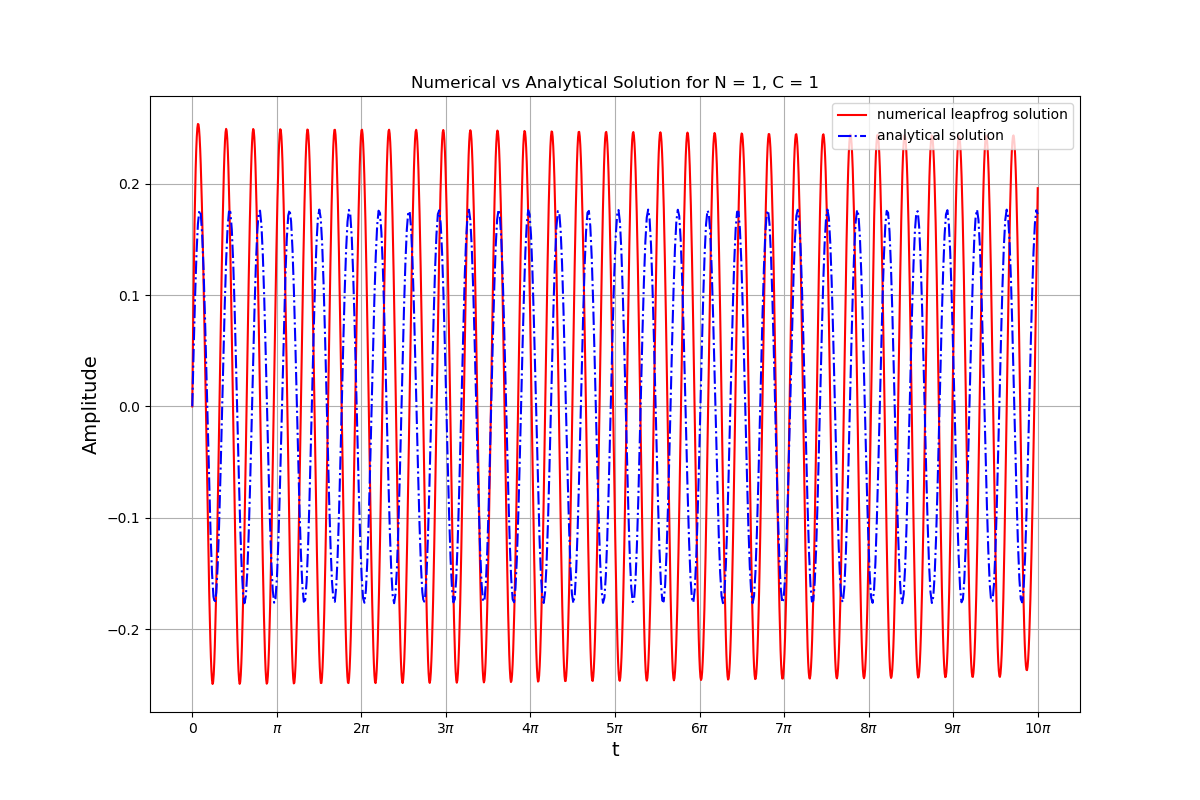 Numerical vs Analytical Solution for N = 1, C = 1
numerical leapfrog solution
analytical solution
Amplitude
0.2
0.1
0.0
−0.1
−0.2
0 π 2π 3π 4π 5π 6π 7π 8π 9π 10π
t